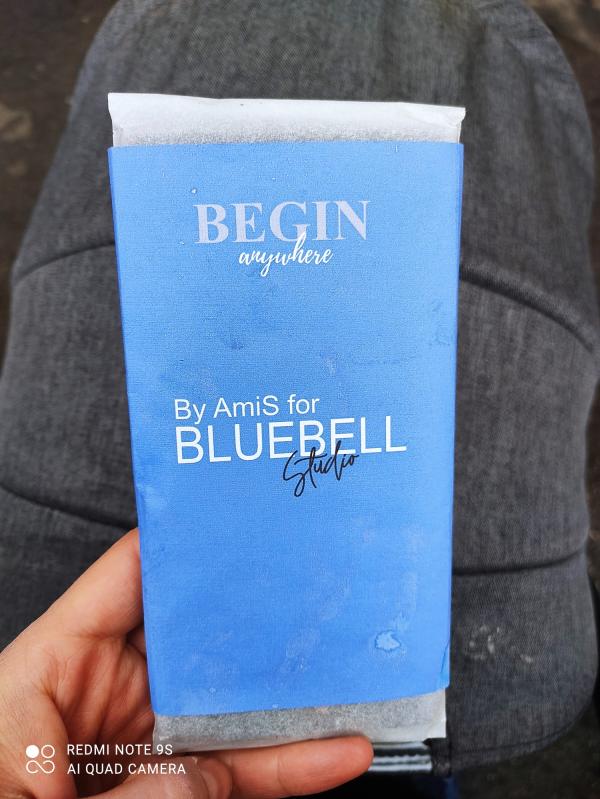 BEGIN
anywhere
By AmiS for
BLUEBELL
Studio
REDMI NOTE 9S
AI QUAD CAMERA